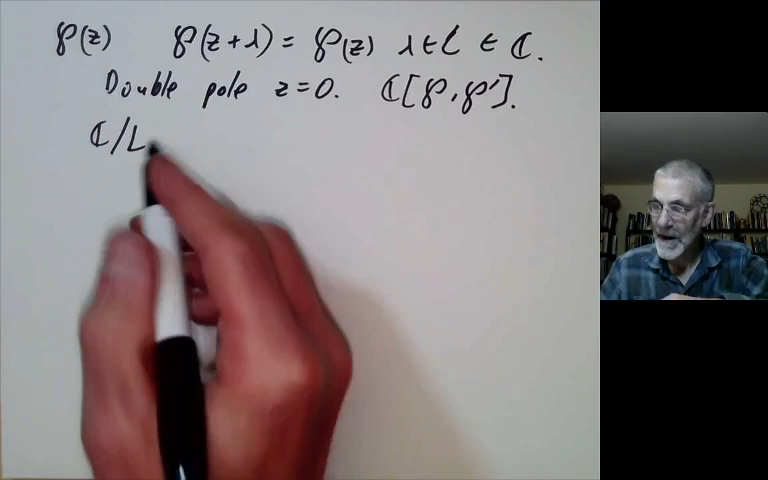 ℘(z) ℘(z+λ) = ℘(z) λ∈L ∈ ℂ.
Double pole z=0. ℂ[℘,℘'].
ℂ/L